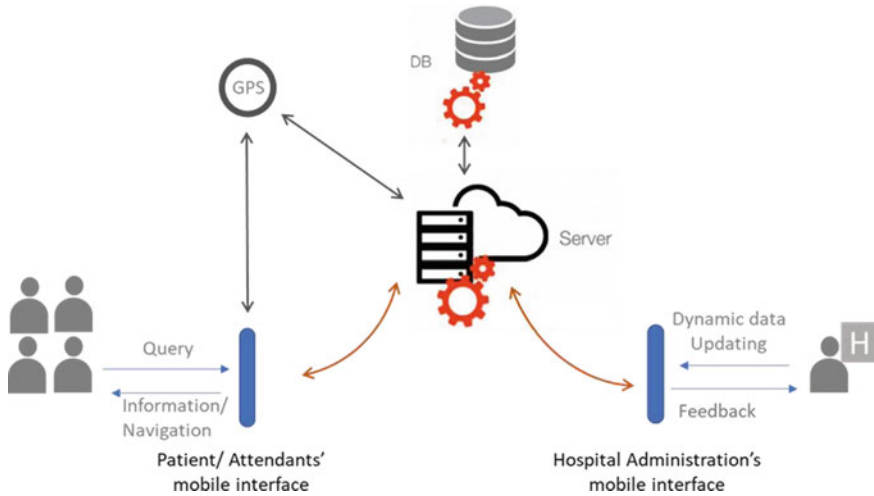 DB
GPS
Server
Query
Information/
Navigation
Dynamic data
Updating
H
Feedback
Patient/ Attendants'
mobile interface
Hospital Administration's
mobile interface